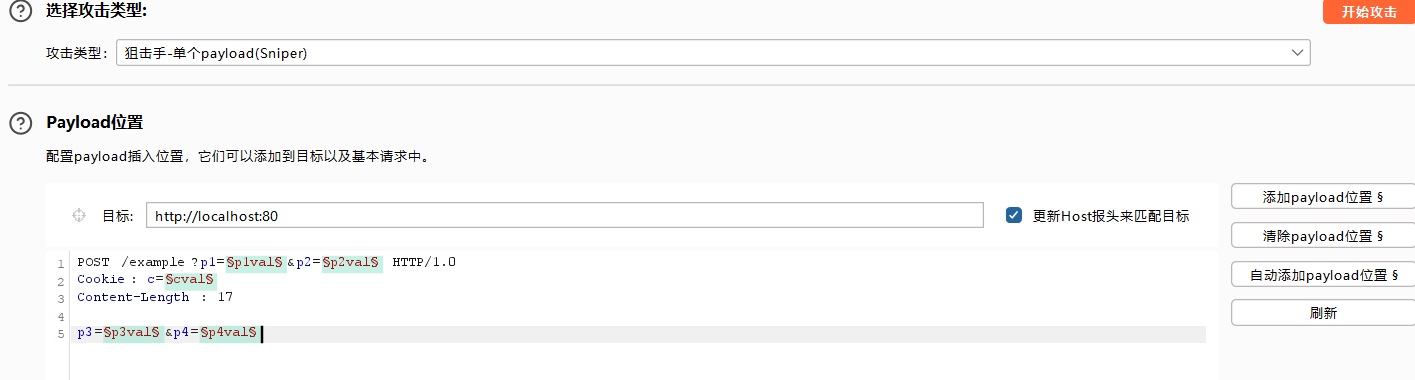 选择攻击类型:
开始攻击
攻击类型: 狙击手-单个payload(Sniper)
Payload位置
配置payload插入位置，它们可以添加到目标以及基本请求中。
目标: http://localhost:80 更新Host报头来匹配目标
添加payload位置 §
清除payload位置 §
自动添加payload位置 §
刷新
1 POST /example?p1=§p1val§&p2=§p2val§ HTTP/1.0
2 Cookie: c=§cval§
3 Content-Length: 17
4
5 p3=§p3val§&p4=§p4val§